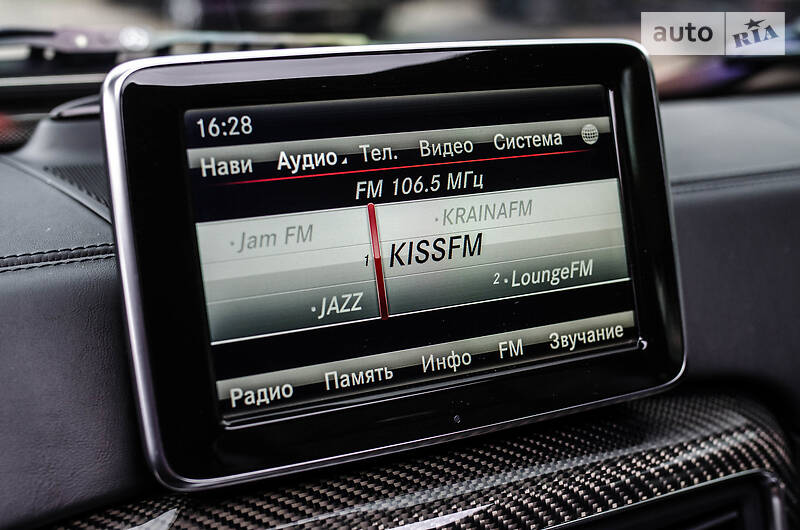 auto RIA
16:28
Нави Аудио Тел. Видео Система
FM 106.5 МГц
Jam FM KRAINAFM
1 KISSFM
JAZZ 2 LoungeFM
Радио Память Инфо FM Звучание